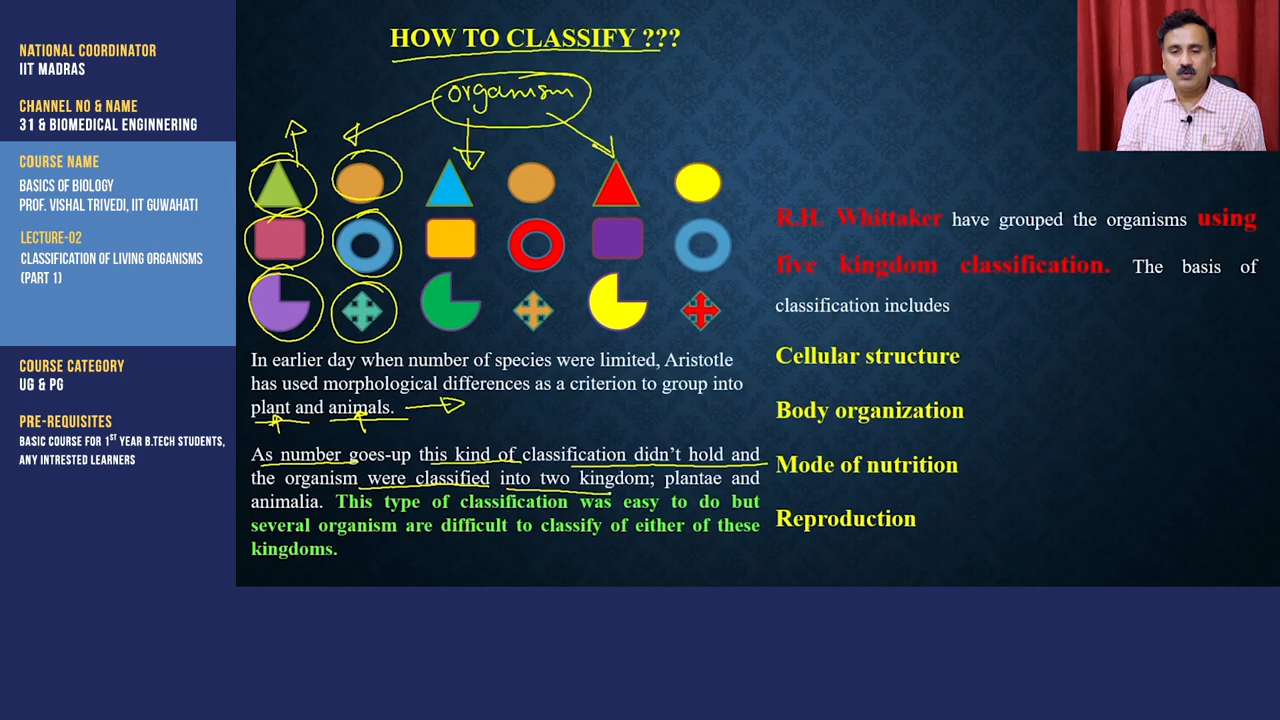 NATIONAL COORDINATOR
IIT MADRAS
CHANNEL NO & NAME
31 & BIOMEDICAL ENGINNERING
COURSE NAME
BASICS OF BIOLOGY
PROF. VISHAL TRIVEDI, IIT GUWAHATI
LECTURE-02
CLASSIFICATION OF LIVING ORGANISMS
(PART 1)
COURSE CATEGORY
UG & PG
PRE-REQUISITES
BASIC COURSE FOR 1ST YEAR B.TECH STUDENTS,
ANY INTRESTED LEARNERS
HOW TO CLASSIFY ???
organism
In earlier day when number of species were limited, Aristotle
has used morphological differences as a criterion to group into
plant and animals.
As number goes-up this kind of classification didn't hold and
the organism were classified into two kingdom; plantae and
animalia. This type of classification was easy to do but
several organism are difficult to classify of either of these
kingdoms.
R.H. Whittaker have grouped the organisms using
five kingdom classification. The basis of
classification includes
Cellular structure
Body organization
Mode of nutrition
Reproduction